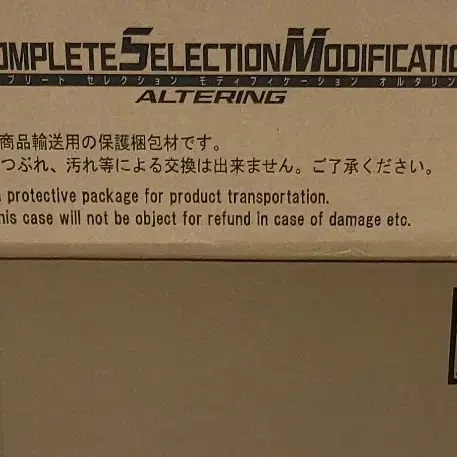 OMPLETE SELECTION MODIFICATIO
プリート セレクション モディフィケーション オルタリン
ALTERING
商品輸送用の保護梱包材です。
つぶれ、汚れ等による交換は出来ません。ご了承ください。
protective package for product transportation.
his case will not be object for refund in case of damage etc.